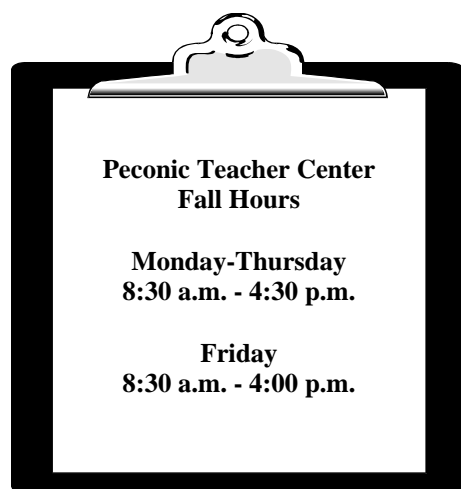 Peconic Teacher Center
Fall Hours
Monday-Thursday
8:30 a.m. - 4:30 p.m.
Friday
8:30 a.m. - 4:00 p.m.